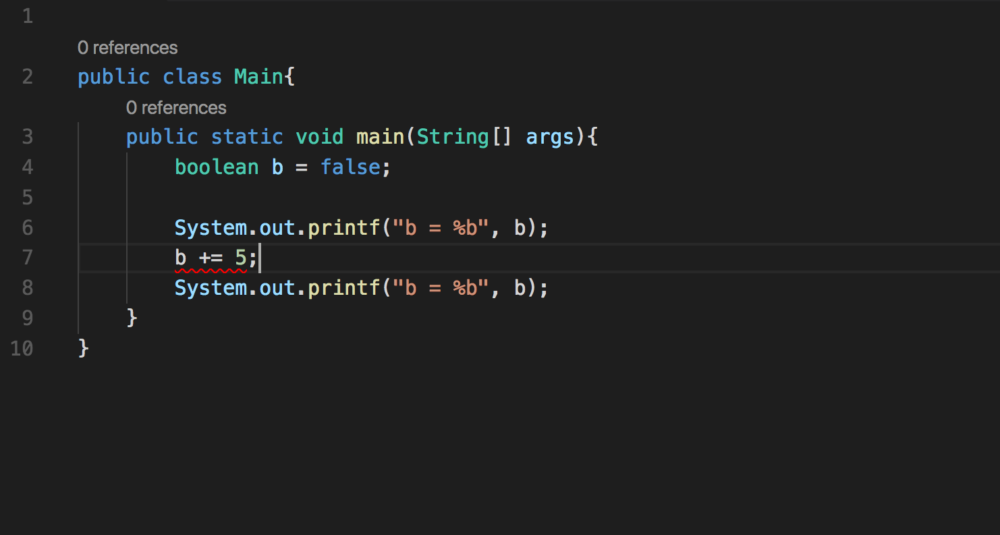 1
0 references
2 public class Main{
0 references
3 public static void main(String[] args){
4 boolean b = false;
5
6 System.out.printf("b = %b", b);
7 b += 5;
8 System.out.printf("b = %b", b);
9 }
10 }